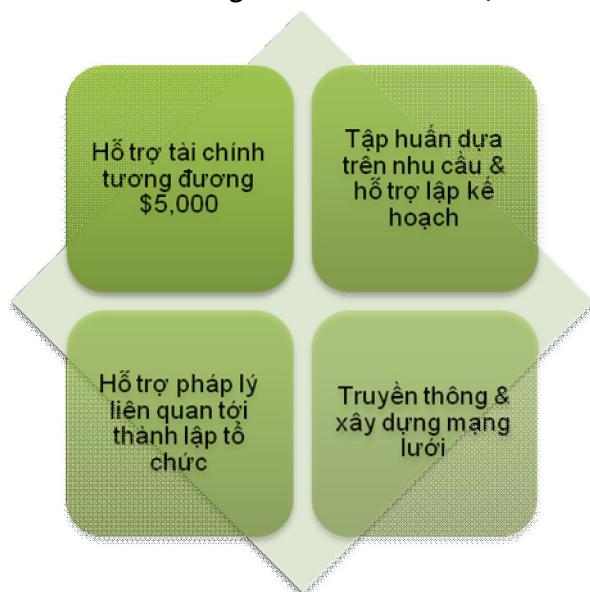 Hỗ trợ tài chính
tương đương
$5,000
Tập huấn dựa
trên nhu cầu &
hỗ trợ lập kế
hoạch
Hỗ trợ pháp lý
liên quan tới
thành lập tổ
chức
Truyền thông &
xây dựng mạng
lưới